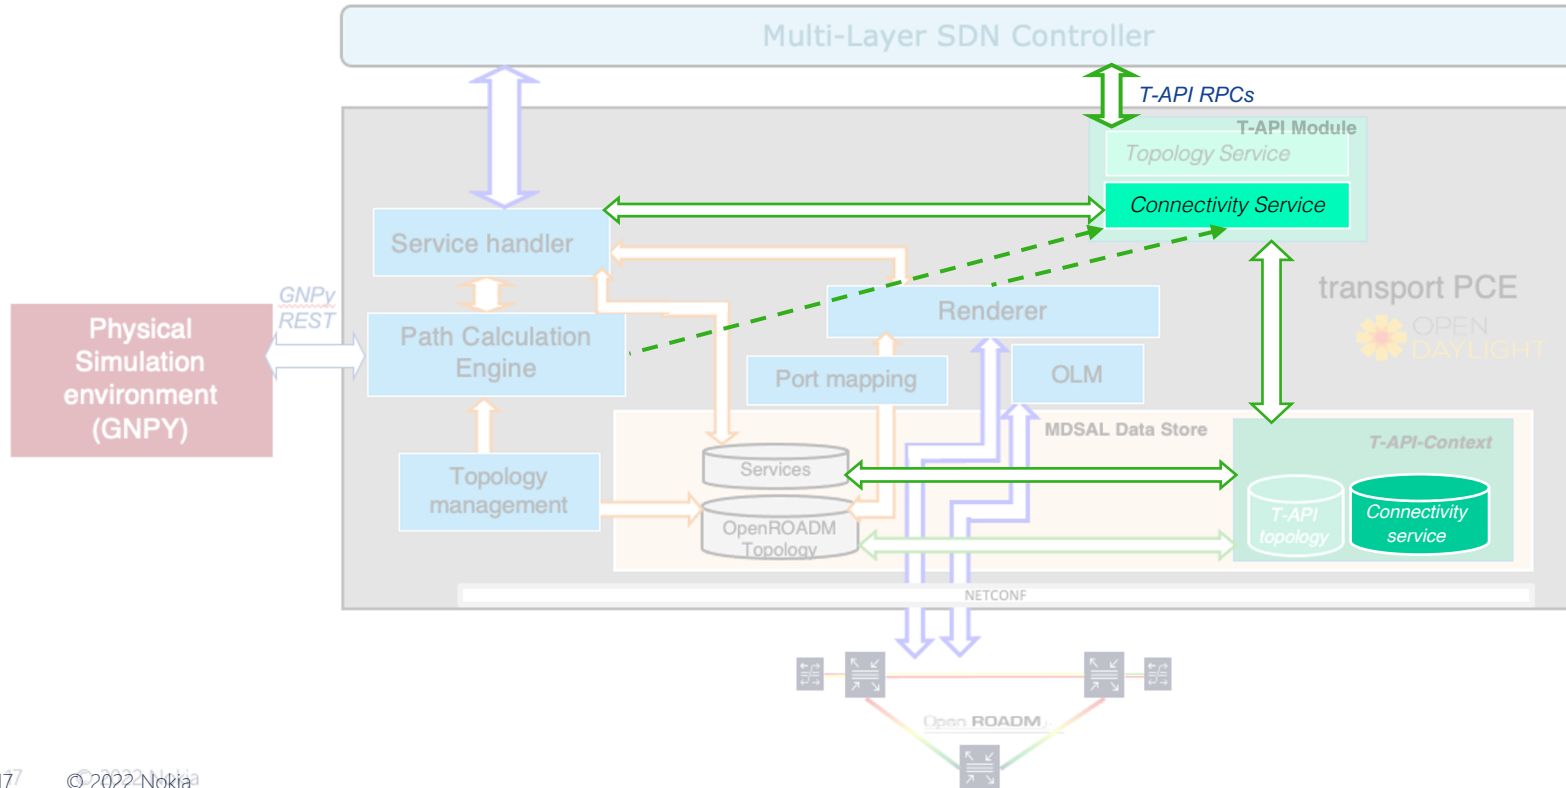 Multi-Layer SDN Controller
T-API RPCs
T-API Module
Topology Service
Connectivity Service
Service handler
transport PCE
OPEN
DAYLIGHT
GNPy
REST
Physical
Simulation
environment
(GNPY)
Path Calculation
Engine
Renderer
Port mapping
OLM
MDSAL Data Store
T-API-Context
Topology
management
Services
OpenROADM
Topology
T-API
topology
Connectivity
service
NETCONF
Open ROADM
17 © 2022 Nokia